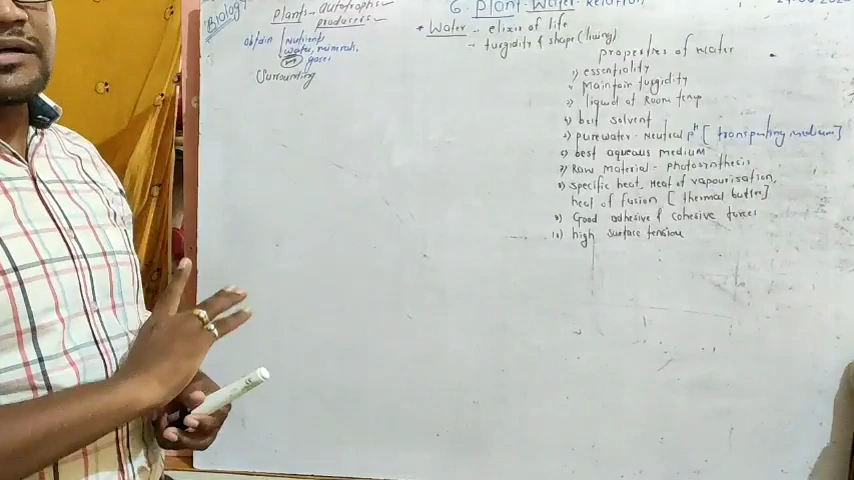 Biology
Plants - autotrophic
producers
obtain Nutrients
water, minerals,
gases
Surrounding
6. Plant-Water Relation
* Water - elixir of life
- turgidity & shape (living)
properties of water
1) essentiality
2) Maintain turgidity
3) liquid at Room temp
4) best solvent
5) pure water - Neutral pH [transporting medium]
6) best aqueous medium
7) Raw material - photosynthesis
8) specific heat, Heat of vapourisation,
heat of fusion [thermal buffer]
9) Good adhesive & cohesive forces
10) high surface tension